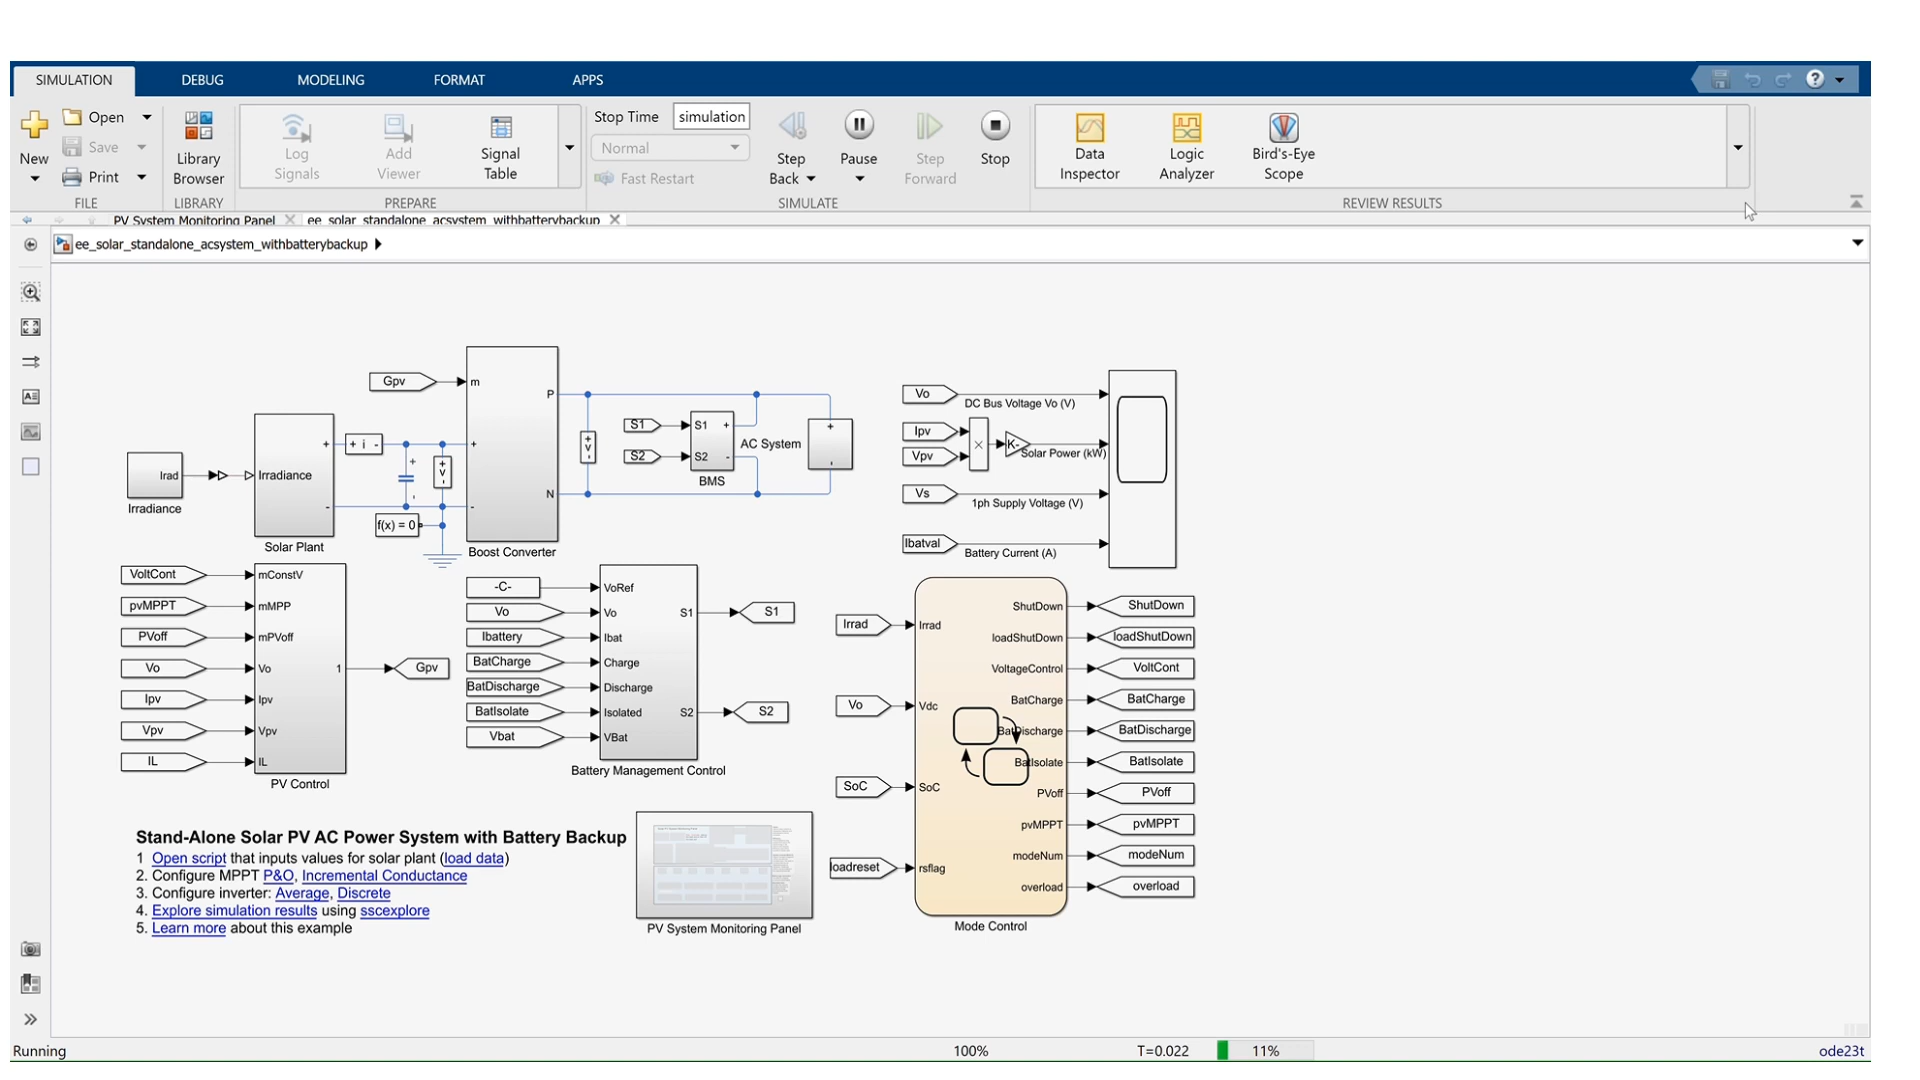 SIMULATION DEBUG MODELING FORMAT APPS
New
Open
Save
Print
FILE
Library
Browser
LIBRARY
Log
Signals
Add
Viewer
Signal
Table
PREPARE
Stop Time simulation
Normal
Fast Restart
Step
Back
Pause
Step
Forward
Stop
SIMULATE
Data
Inspector
Logic
Analyzer
Bird's-Eye
Scope
REVIEW RESULTS
PV System Monitoring Panel ee_solar_standalone_acsystem_withbatterybackup
ee_solar_standalone_acsystem_withbatterybackup
Irad
Irradiance
Irradiance
+
-
Solar Plant
+ i -
+
-
+ V -
f(x) = 0
Gpv
m
+
-
P
N
Boost Converter
+ V -
S1
S2
S1 +
S2 -
BMS
AC System
+
-
Vo
DC Bus Voltage Vo (V)
Ipv
Vpv
×
K-
Solar Power (kW)
Vs
1ph Supply Voltage (V)
Ibatval
Battery Current (A)
VoltCont mConstV
pvMPPT mMPP
PVoff mPVoff
Vo Vo 1 Gpv
Ipv Ipv
Vpv Vpv
IL IL
PV Control
-C- VoRef
Vo Vo S1 S1
Ibattery Ibat
BatCharge Charge
BatDischarge Discharge
BatIsolate Isolated S2 S2
Vbat VBat
Battery Management Control
Irrad Irrad
Vo Vdc
SoC SoC
loadreset rsflag
ShutDown ShutDown
loadShutDown loadShutDown
VoltageControl VoltCont
BatCharge BatCharge
BatDischarge BatDischarge
BatIsolate BatIsolate
PVoff PVoff
pvMPPT pvMPPT
modeNum modeNum
overload overload
Mode Control
Stand-Alone Solar PV AC Power System with Battery Backup
1 Open script that inputs values for solar plant (load data)
2. Configure MPPT P&O, Incremental Conductance
3. Configure inverter: Average, Discrete
4. Explore simulation results using sscexplore
5. Learn more about this example
PV System Monitoring Panel
Running 100% T=0.022 11% ode23t